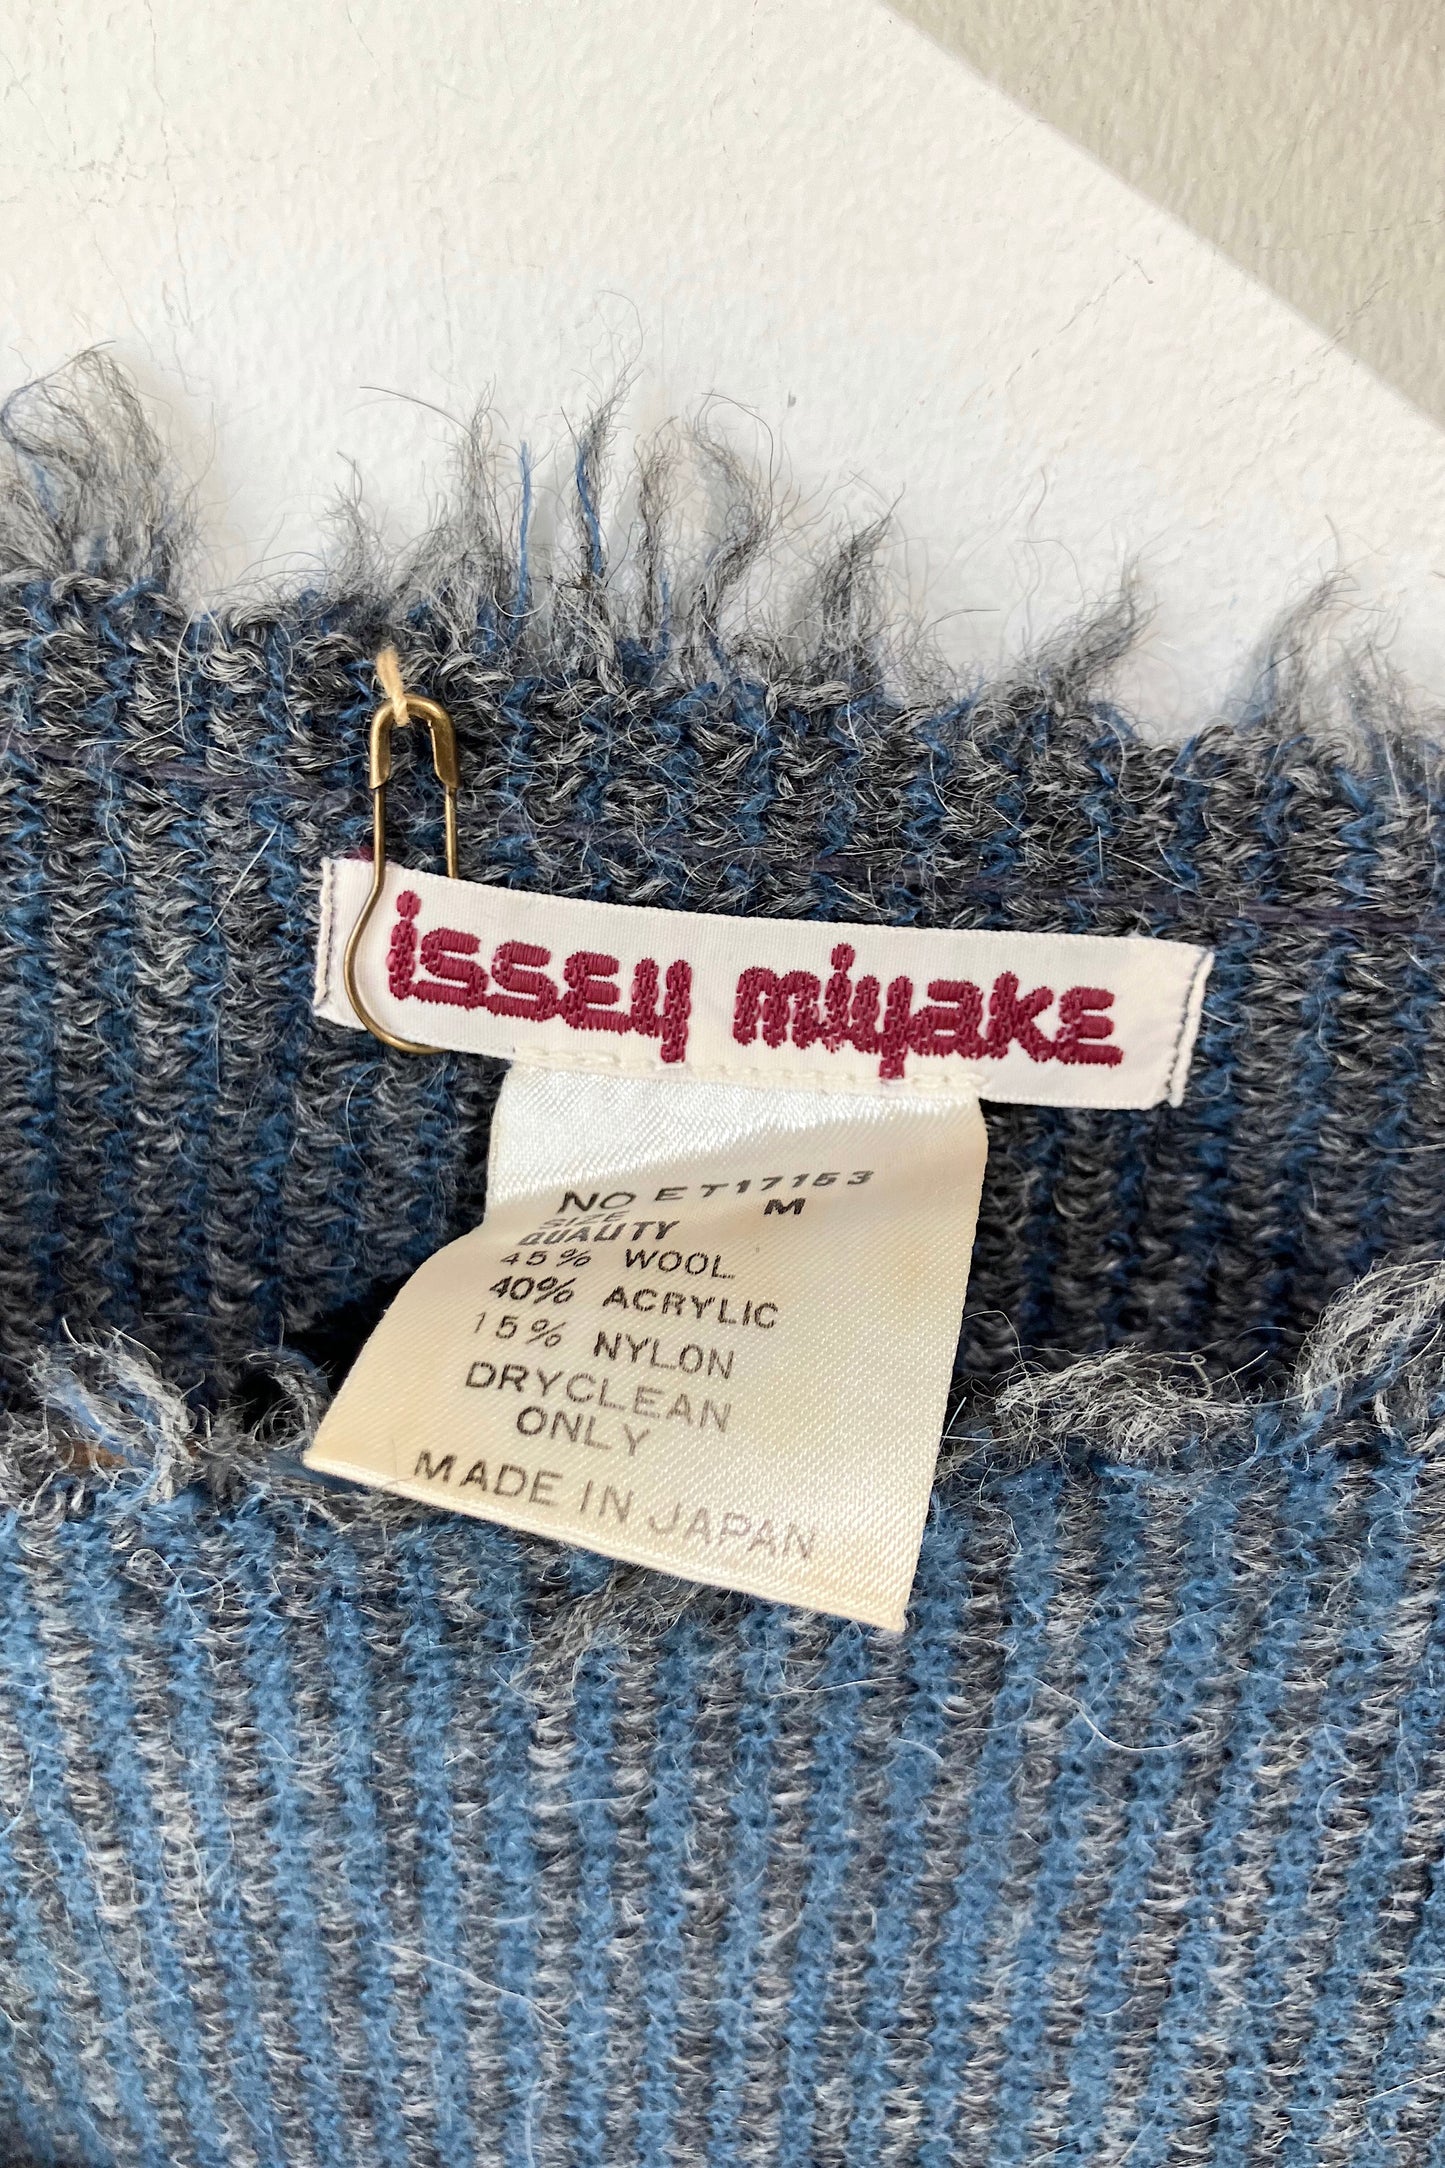 issey miyake
NO ET17153
SIZE M
QUALITY
45% WOOL
40% ACRYLIC
15% NYLON
DRYCLEAN
ONLY
MADE IN JAPAN